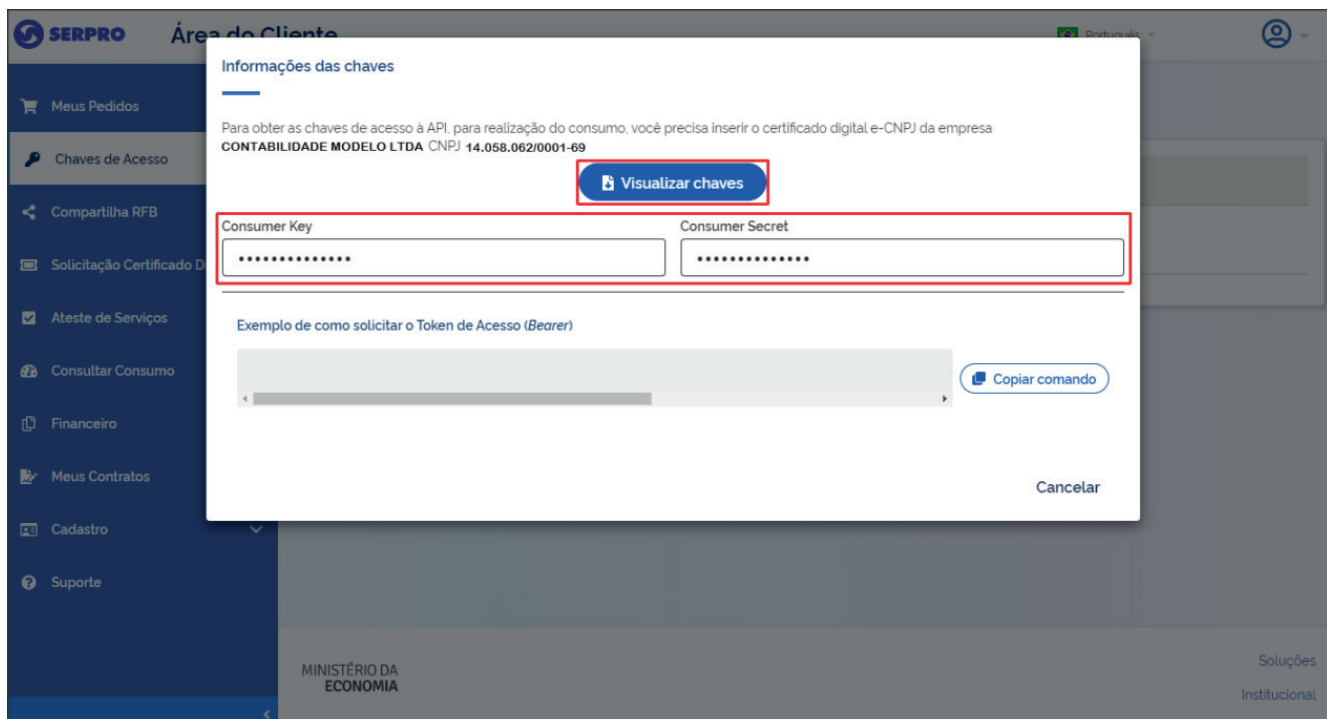 SERPRO
Área do Cliente
Português
Meus Pedidos
Chaves de Acesso
Compartilha RFB
Solicitação Certificado D
Ateste de Serviços
Consultar Consumo
Financeiro
Meus Contratos
Cadastro
Suporte
Informações das chaves
Para obter as chaves de acesso à API, para realização do consumo, você precisa inserir o certificado digital e-CNPJ da empresa
CONTABILIDADE MODELO LTDA CNPJ 14.058.062/0001-69
Visualizar chaves
Consumer Key
Consumer Secret
••••••••••••••
••••••••••••••
Exemplo de como solicitar o Token de Acesso (Bearer)
Copiar comando
Cancelar
MINISTÉRIO DA
ECONOMIA
Soluções
Institucional